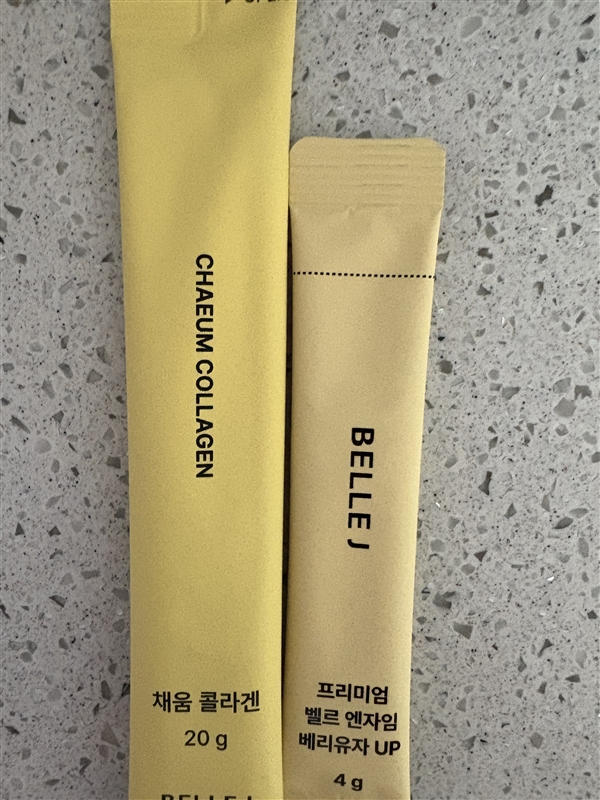 CHAEUM COLLAGEN
채움 콜라겐
20 g
BELLE J
BELLE J
프리미엄
벨르 엔자임
베리유자 UP
4 g